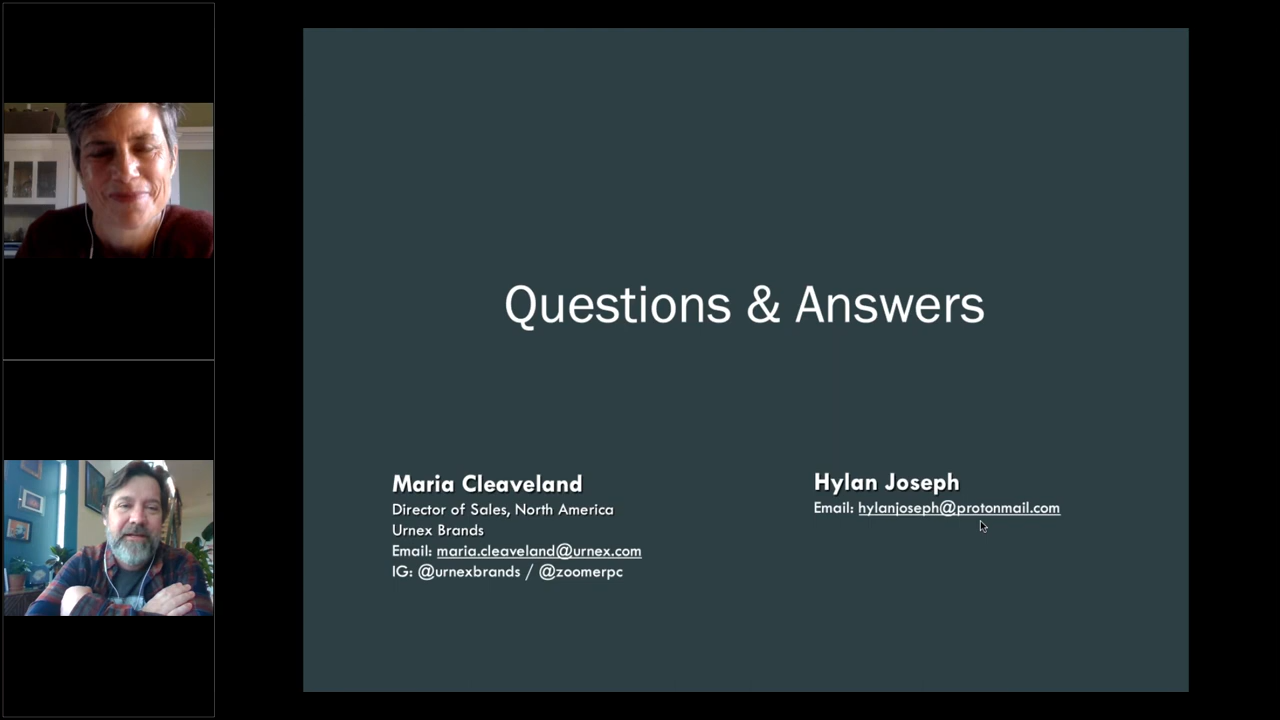 Questions & Answers
Maria Cleaveland
Director of Sales, North America
Urnex Brands
Email: maria.cleaveland@urnex.com
IG: @urnexbrands / @zoomerpc
Hylan Joseph
Email: hylanjoseph@protonmail.com